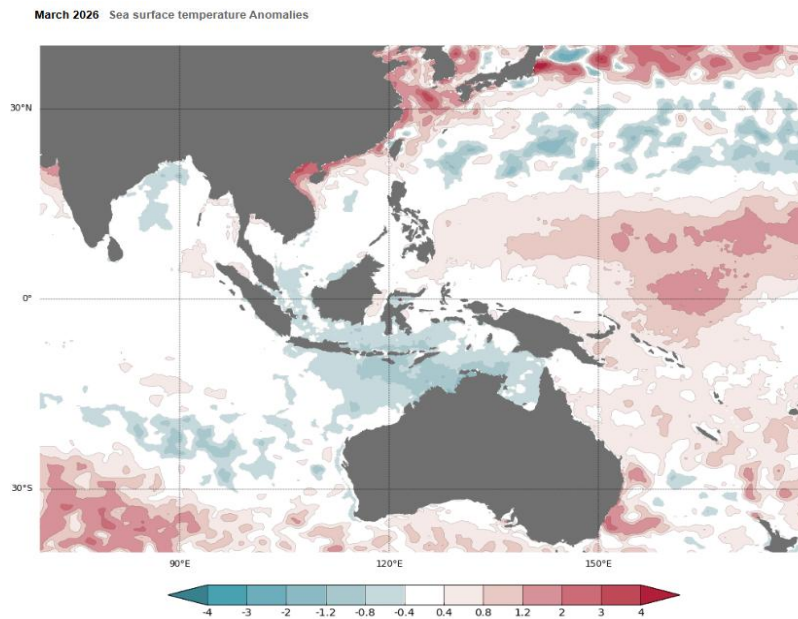 March 2026 Sea surface temperature Anomalies
30°N
0°
30°S
90°E 120°E 150°E
-4 -3 -2 -1.2 -0.8 -0.4 0.4 0.8 1.2 2 3 4